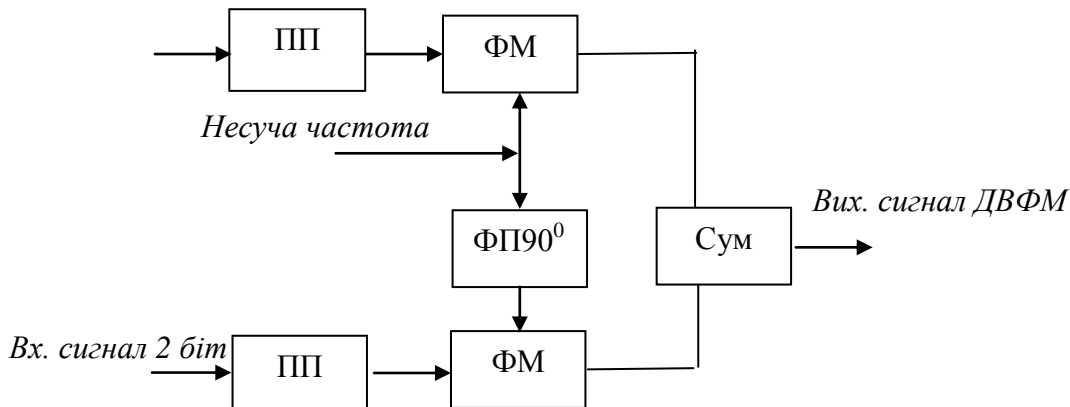 ПП
ФМ
Несуча частота
Вих. сигнал ДВФМ
ФП90⁰
Сум
Вх. сигнал 2 біт
ПП
ФМ